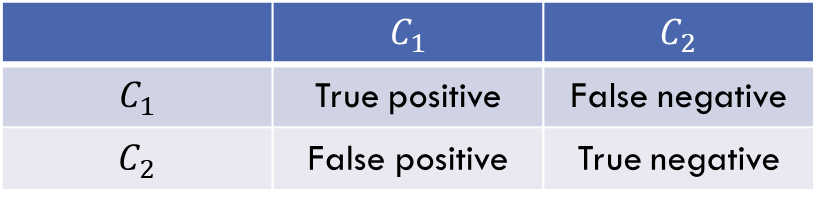 C₁ C₂
C₁ True positive False negative
C₂ False positive True negative